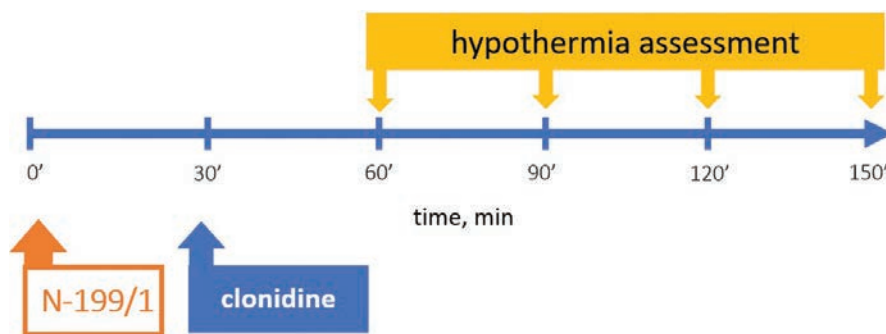 hypothermia assessment
0' 30' 60' 90' 120' 150'
time, min
N-199/1 clonidine